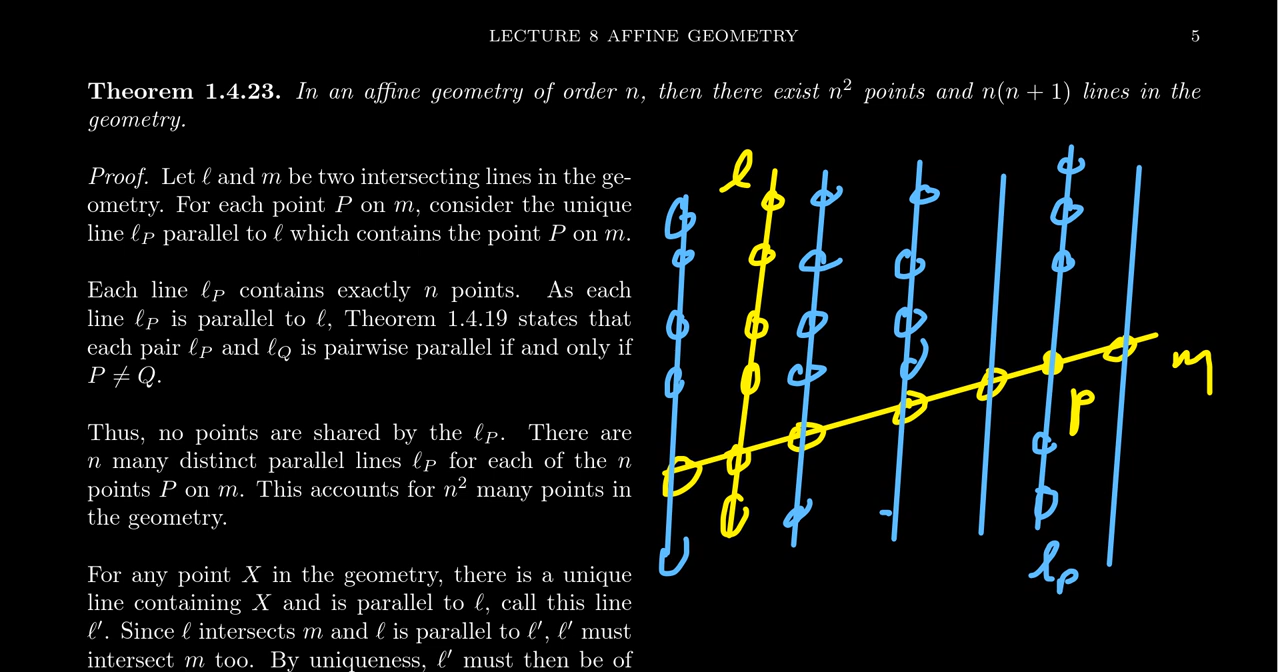 LECTURE 8 AFFINE GEOMETRY 5
Theorem 1.4.23. In an affine geometry of order n, then there exist n² points and n(n + 1) lines in the
geometry.
Proof. Let ℓ and m be two intersecting lines in the ge-
ometry. For each point P on m, consider the unique
line ℓ_P parallel to ℓ which contains the point P on m.
Each line ℓ_P contains exactly n points. As each
line ℓ_P is parallel to ℓ, Theorem 1.4.19 states that
each pair ℓ_P and ℓ_Q is pairwise parallel if and only if
P ≠ Q.
Thus, no points are shared by the ℓ_P. There are
n many distinct parallel lines ℓ_P for each of the n
points P on m. This accounts for n² many points in
the geometry.
For any point X in the geometry, there is a unique
line containing X and is parallel to ℓ, call this line
ℓ′. Since ℓ intersects m and ℓ is parallel to ℓ′, ℓ′ must
intersect m too. By uniqueness, ℓ′ must then be of
ℓ
m
P
ℓ_P